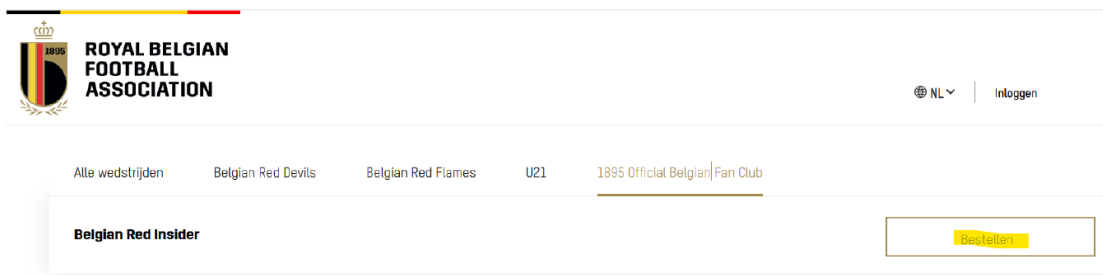 1895
ROYAL BELGIAN
FOOTBALL
ASSOCIATION
NL
Inloggen
Alle wedstrijden
Belgian Red Devils
Belgian Red Flames
U21
1895 Official Belgian Fan Club
Belgian Red Insider
Bestellen